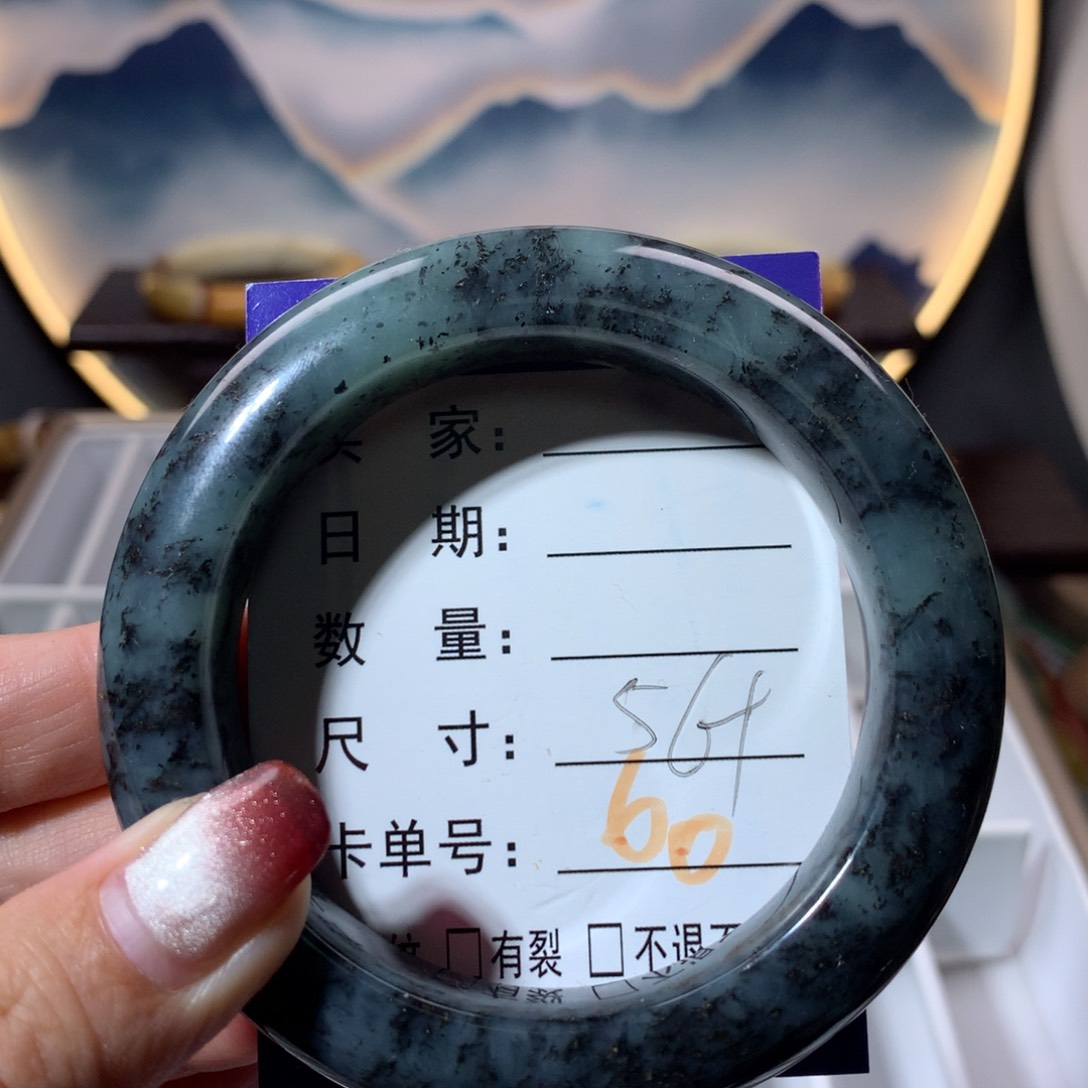 家：
日 期：
数 量：
尺 寸： 564
卡单号： 60
□有裂 □不退